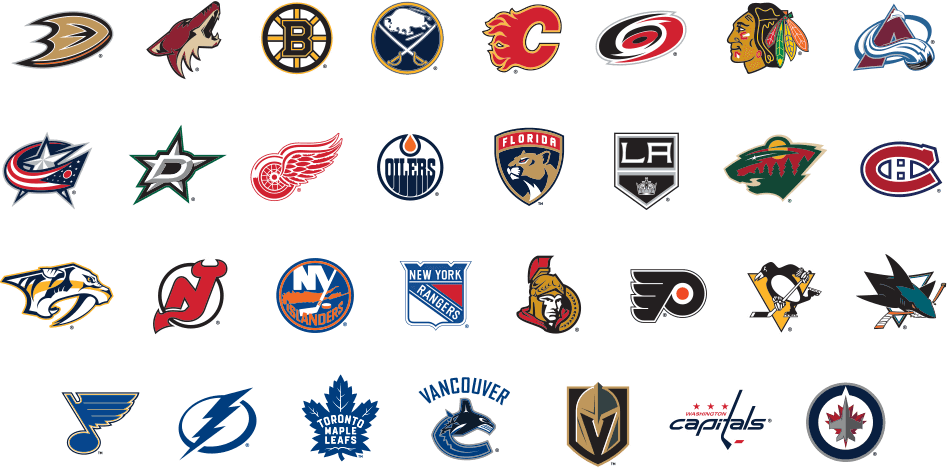 B
C
OILERS
FLORIDA
LA
D
NY
ISLANDERS
NEW YORK
RANGERS
TORONTO
MAPLE
LEAFS
VANCOUVER
WASHINGTON
capitals